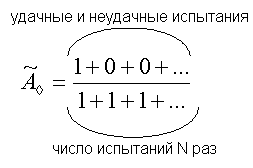 удачные и неудачные испытания
Ã◊ = (1+0+0+...)/(1+1+1+...)
число испытаний N раз